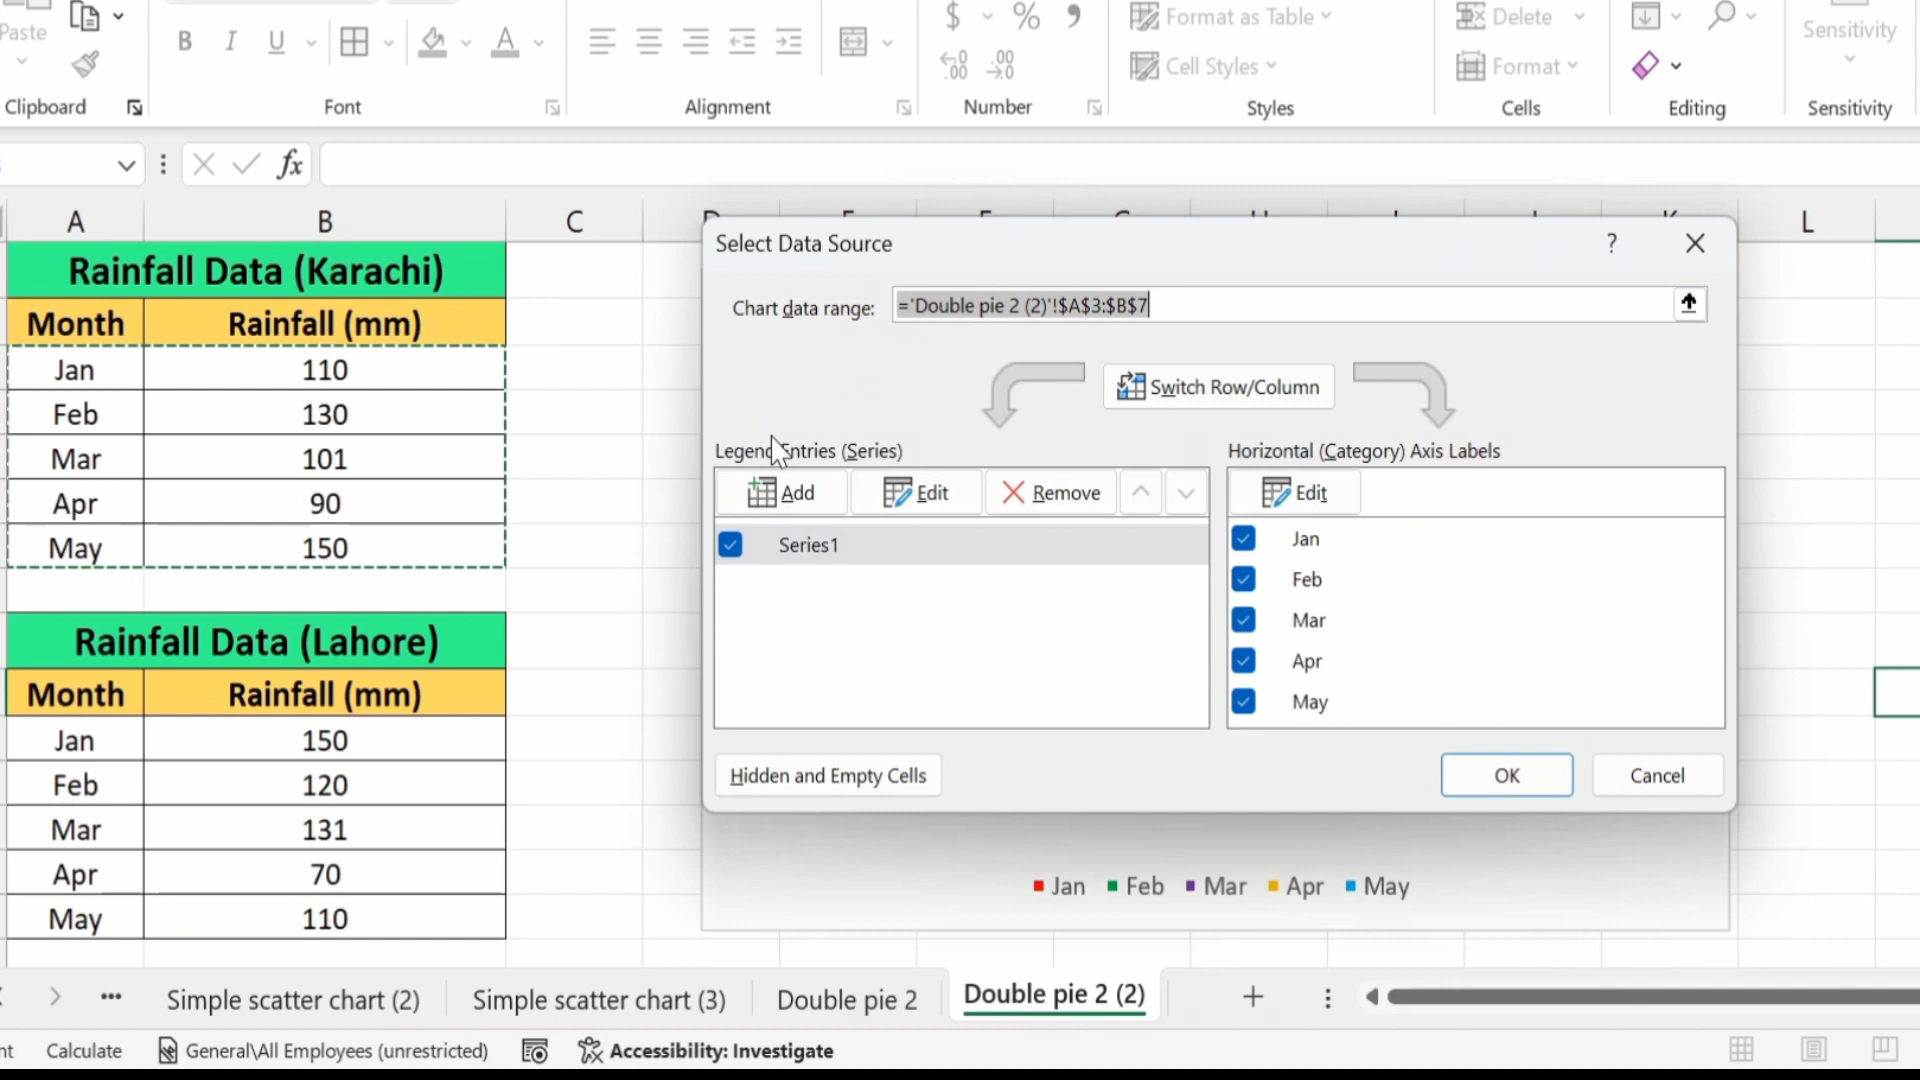 Paste
B I U A
$ % 9
Format as Table
Cell Styles
Delete
Format
Sensitivity
Clipboard Font Alignment Number Styles Cells Editing Sensitivity
fx
A B C L
Rainfall Data (Karachi)
Month Rainfall (mm)
Jan 110
Feb 130
Mar 101
Apr 90
May 150
Rainfall Data (Lahore)
Month Rainfall (mm)
Jan 150
Feb 120
Mar 131
Apr 70
May 110
Select Data Source ? 
Chart data range: ='Double pie 2 (2)'!$A$3:$B$7
Switch Row/Column
Legend Entries (Series) Horizontal (Category) Axis Labels
Add Edit Remove Edit
Series1
Jan
Feb
Mar
Apr
May
Hidden and Empty Cells OK Cancel
Jan Feb Mar Apr May
Simple scatter chart (2) Simple scatter chart (3) Double pie 2 Double pie 2 (2)
Calculate General\All Employees (unrestricted) Accessibility: Investigate